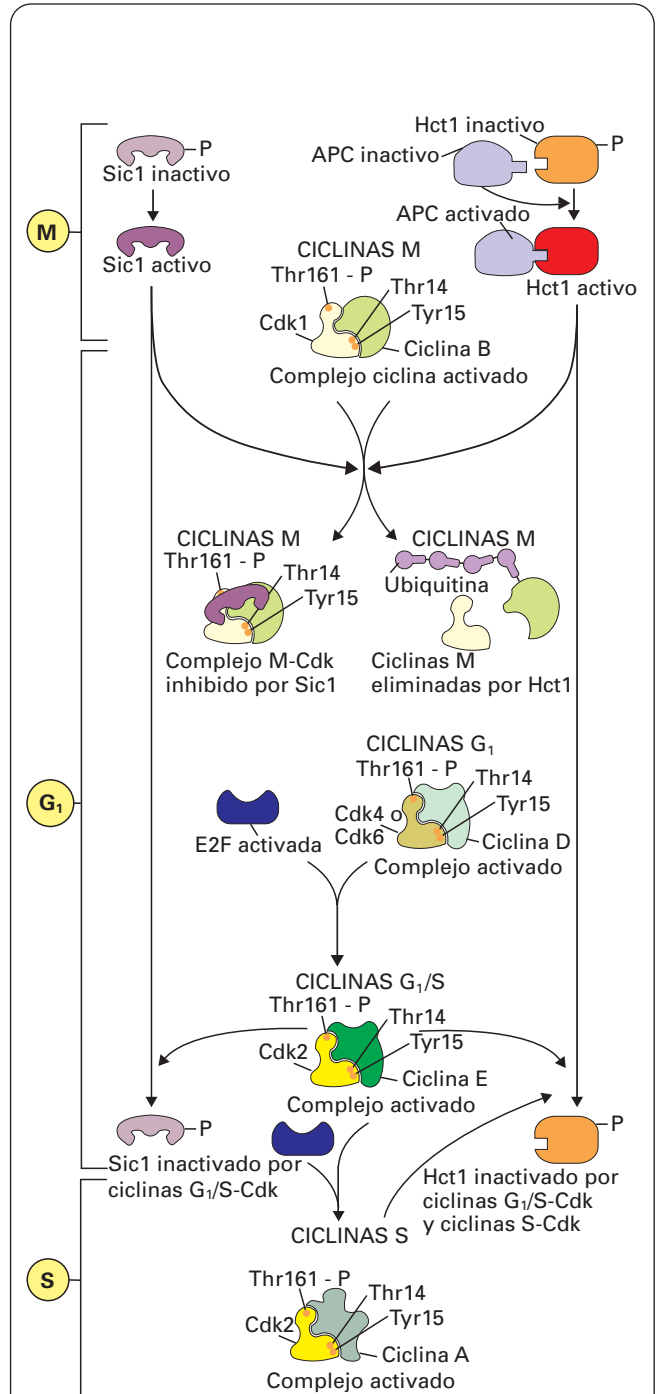 M
P
Sic1 inactivo
Sic1 activo
Hct1 inactivo
P
APC inactivo
APC activado
Hct1 activo
CICLINAS M
Thr161 - P
Thr14
Tyr15
Cdk1
Ciclina B
Complejo ciclina activado
G₁
CICLINAS M
Thr161 - P
Thr14
Tyr15
Complejo M-Cdk
inhibido por Sic1
CICLINAS M
Ubiquitina
Ciclinas M
eliminadas por Hct1
E2F activada
CICLINAS G₁
Thr161 - P
Thr14
Tyr15
Cdk4 o
Cdk6
Ciclina D
Complejo activado
CICLINAS G₁/S
Thr161 - P
Thr14
Tyr15
Cdk2
Ciclina E
Complejo activado
P
Sic1 inactivado por
ciclinas G₁/S-Cdk
P
Hct1 inactivado por
ciclinas G₁/S-Cdk
y ciclinas S-Cdk
S
CICLINAS S
Thr161 - P
Thr14
Tyr15
Cdk2
Ciclina A
Complejo activado